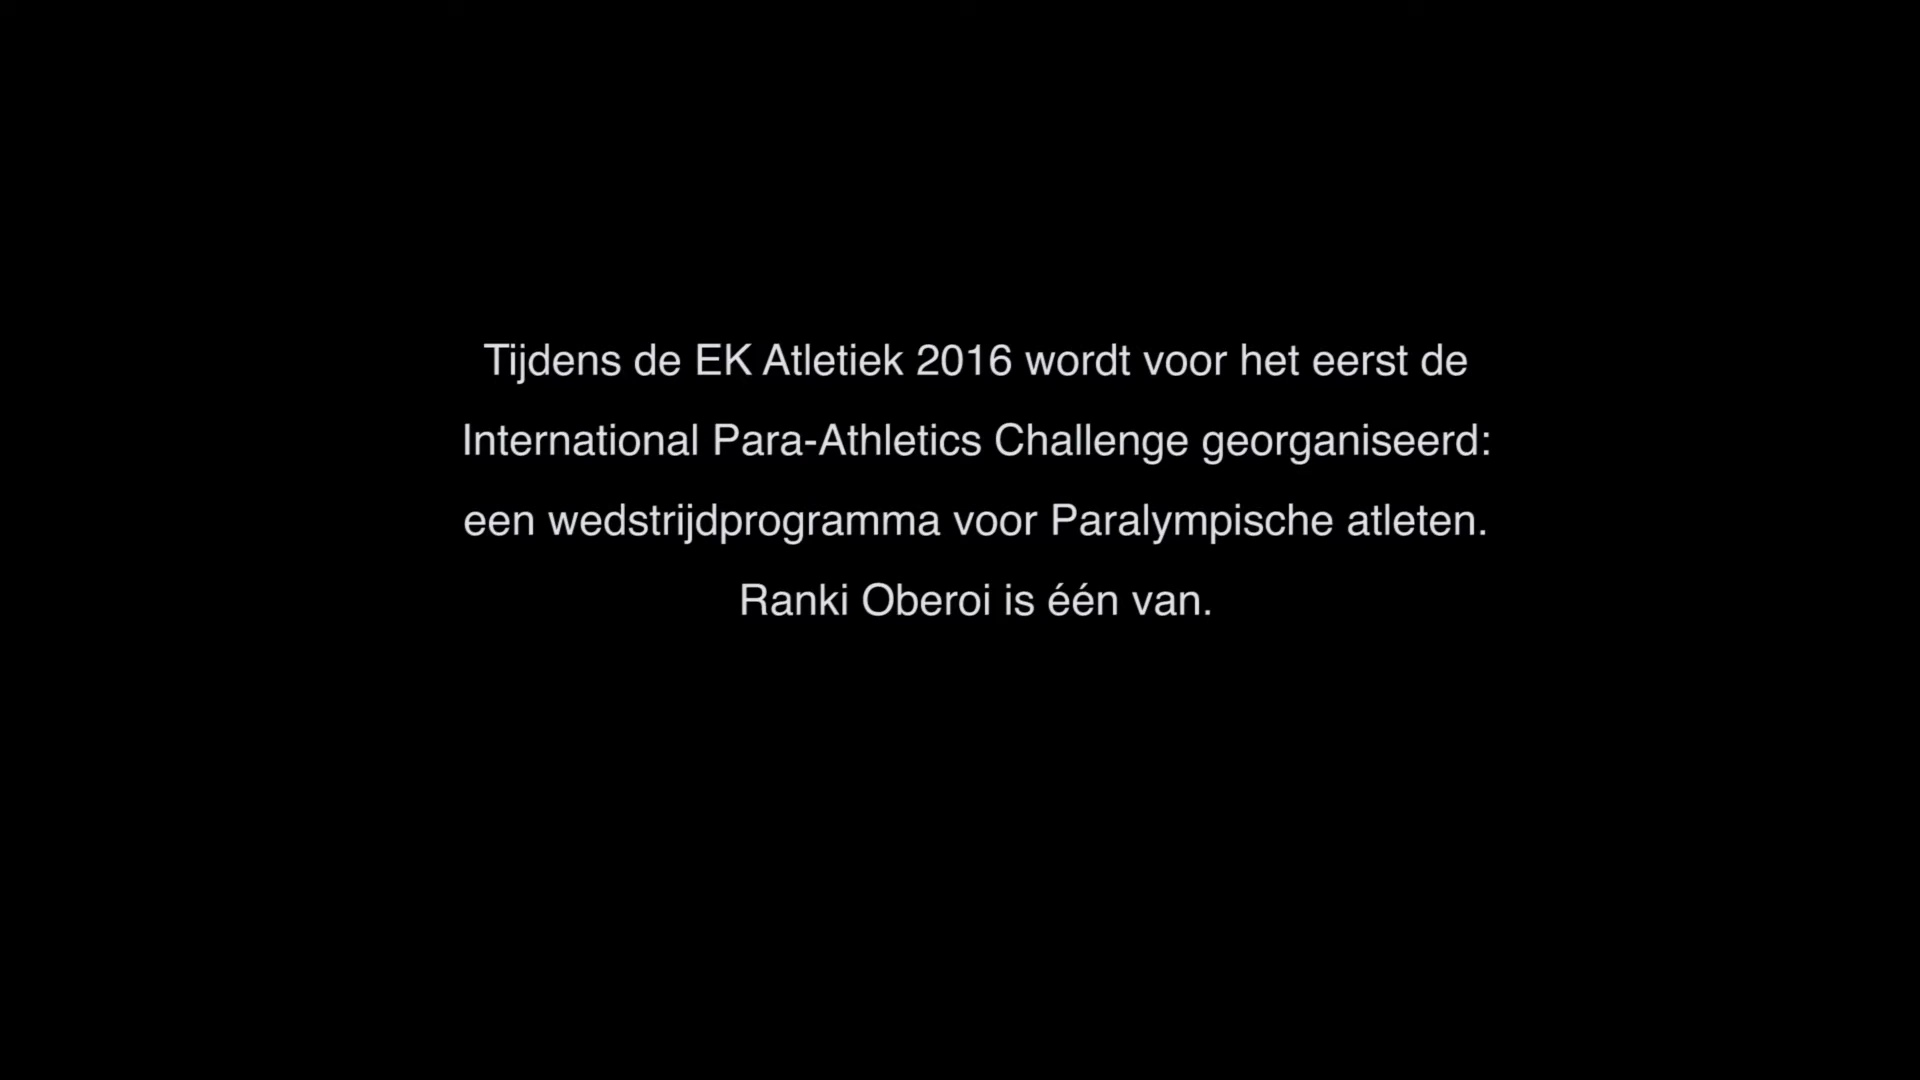 Tijdens de EK Atletiek 2016 wordt voor het eerst de
International Para-Athletics Challenge georganiseerd:
een wedstrijdprogramma voor Paralympische atleten.
Ranki Oberoi is één van.